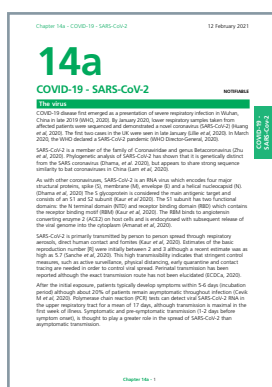 Chapter 14a - COVID-19 - SARS-CoV-2 12 February 2021
14a
COVID-19 - SARS-CoV-2 NOTIFIABLE
The virus
COVID-19 -
SARS-CoV-2
COVID-19 disease first emerged as a presentation of severe respiratory infection in Wuhan,
China in late 2019 (WHO, 2020). By January 2020, lower respiratory samples taken from
affected patients were sequenced and demonstrated a novel coronavirus (SARS-CoV-2) (Huang
et al, 2020). The first two cases in the UK were seen in late January (Lillie et al, 2020). In March
2020, the WHO declared a SARS-CoV-2 pandemic (WHO Director-General, 2020)
SARS-CoV-2 is a member of the family of Coronaviridae and genus Betacoronavirus (Zhu
et al, 2020). Phylogenetic analysis of SARS-CoV-2 has shown that it is genetically distinct
from the SARS coronavirus (Dhama et al, 2020), but appears to share strong sequence
similarity to bat coronaviruses in China (Lam et al, 2020).
As with other coronaviruses, SARS-CoV-2 is an RNA virus which encodes four major
structural proteins, spike (S), membrane (M), envelope (E) and a helical nucleocapsid (N)
(Dhama et al, 2020) The S glycoprotein is considered the main antigenic target and
consists of an S1 and S2 subunit (Kaur et al, 2020). The S1 subunit has two functional
domains: the N terminal domain (NTD) and receptor binding domain (RBD) which contains
the receptor binding motif (RBM) (Kaur et al, 2020). The RBM binds to angiotensin
converting enzyme 2 (ACE2) on host cells and is endocytosed with subsequent release of
the viral genome into the cytoplasm (Amanat et al, 2020).
SARS-CoV-2 is primarily transmitted by person to person spread through respiratory
aerosols, direct human contact and fomites (Kaur et al, 2020). Estimates of the basic
reproduction number [R] were initially between 2 and 3 although a recent estimate was as
high as 5.7 (Sanche et al, 2020). This high transmissibility indicates that stringent control
measures, such as active surveillance, physical distancing, early quarantine and contact
tracing are needed in order to control viral spread. Perinatal transmission has been
reported although the exact transmission route has not been elucidated (ECDCa, 2020).
After the initial exposure, patients typically develop symptoms within 5-6 days (incubation
period) although about 20% of patients remain asymptomatic throughout infection (Cevik
M et al, 2020). Polymerase chain reaction (PCR) tests can detect viral SARS-CoV-2 RNA in
the upper respiratory tract for a mean of 17 days, although transmission is maximal in the
first week of illness. Symptomatic and pre-symptomatic transmission (1-2 days before
symptom onset), is thought to play a greater role in the spread of SARS-CoV-2 than
asymptomatic transmission.
Chapter 14a - 1